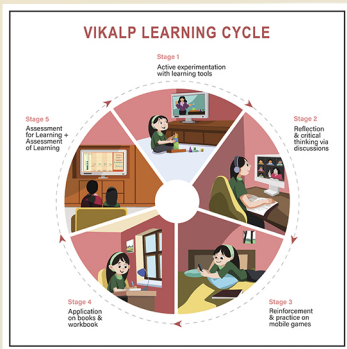 VIKALP LEARNING CYCLE
Stage 1
Active experimentation
with learning tools
Stage 2
Reflection
& critical
thinking via
discussions
Stage 3
Reinforcement
& practice on
mobile games
Stage 4
Application
on books &
workbook
Stage 5
Assessment
for Learning +
Assessment
of Learning